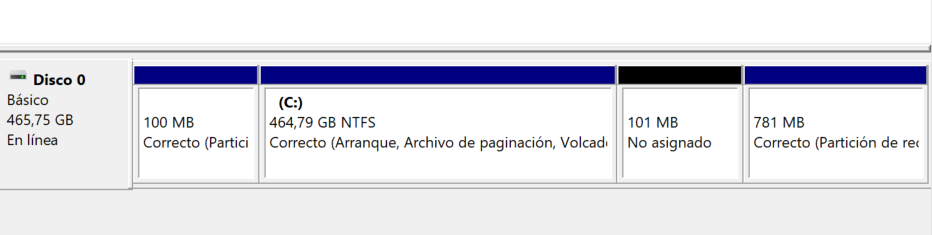 Disco 0
Básico
465,75 GB
En línea
100 MB
Correcto (Partici
(C:)
464,79 GB NTFS
Correcto (Arranque, Archivo de paginación, Volcad
101 MB
No asignado
781 MB
Correcto (Partición de rec